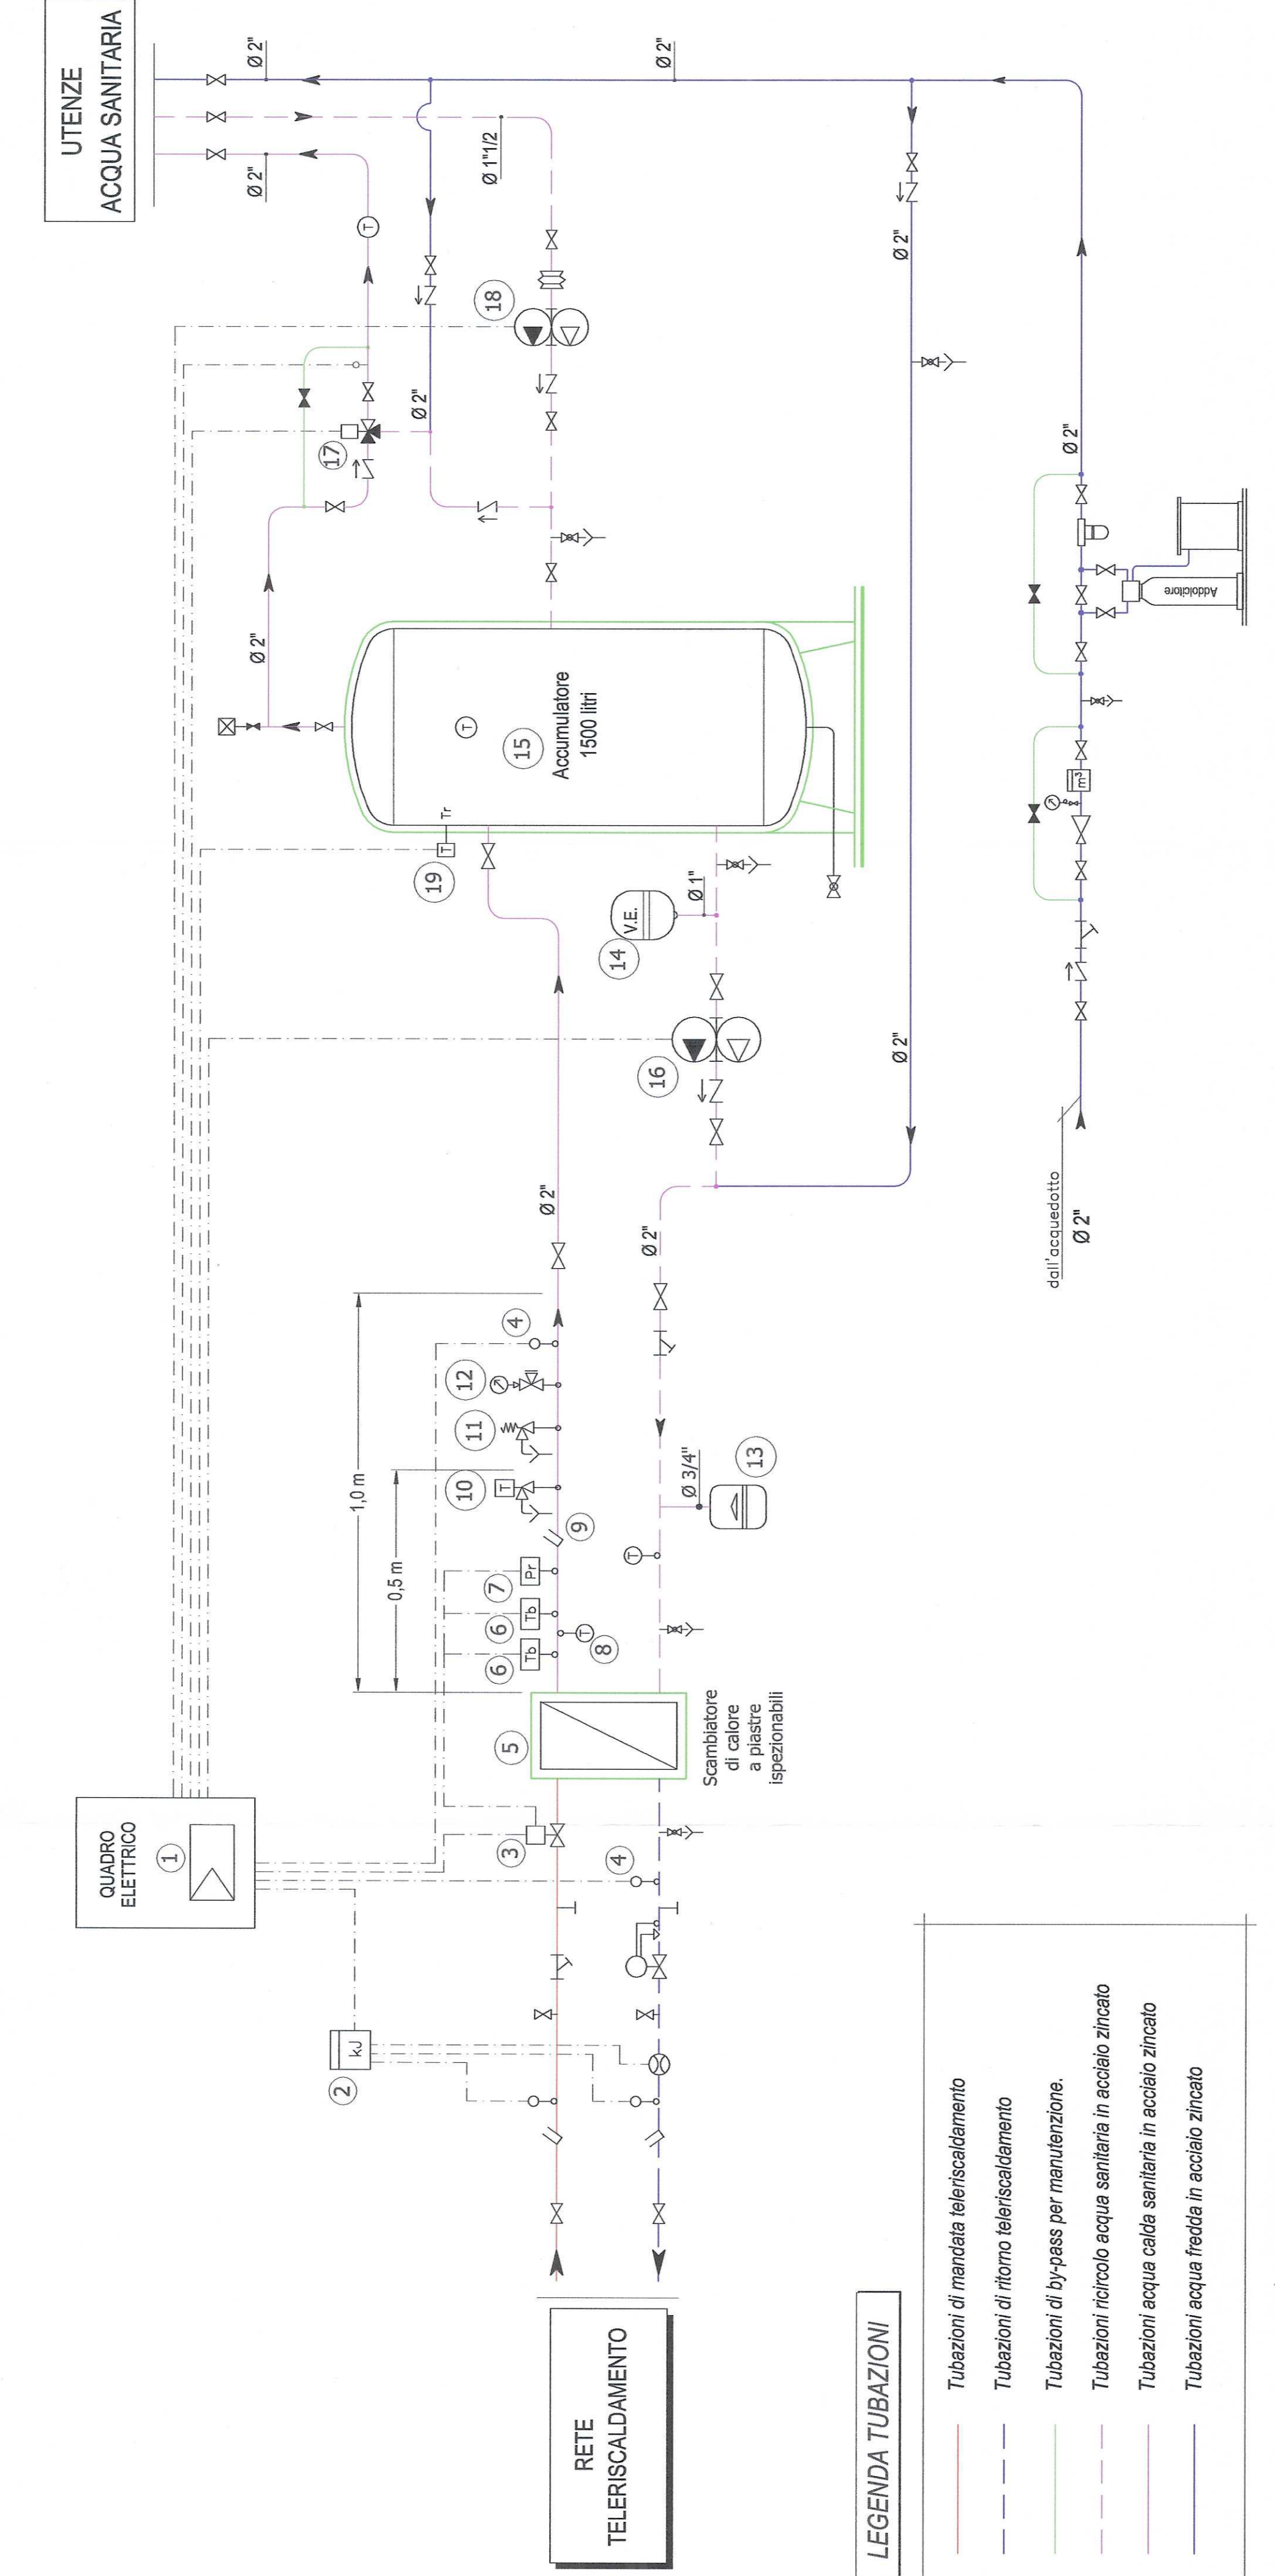 UTENZE
ACQUA SANITARIA
Ø 2"
Ø 2"
Ø 2"
Ø 1"1/2
T
18
Ø 2"
Ø 2"
17
Ø 2"
Ø 2"
Addolcitore
T
15
Accumulatore
1500 litri
Tr
T
19
m³
V.E.
14
Ø 1"
16
Ø 2"
dall'acquedotto
Ø 2"
Ø 2"
Ø 2"
1,0 m
0,5 m
4
12
11
T
10
9
Pr
7
Tb
6
Tb
6
T
8
T
Ø 3/4"
13
5
Scambiatore
di calore
a piastre
ispezionabili
QUADRO
ELETTRICO
1
3
4
kJ
2
RETE
TELERISCALDAMENTO
LEGENDA TUBAZIONI
Tubazioni di mandata teleriscaldamento
Tubazioni di ritorno teleriscaldamento
Tubazioni di by-pass per manutenzione.
Tubazioni ricircolo acqua sanitaria in acciaio zincato
Tubazioni acqua calda sanitaria in acciaio zincato
Tubazioni acqua fredda in acciaio zincato